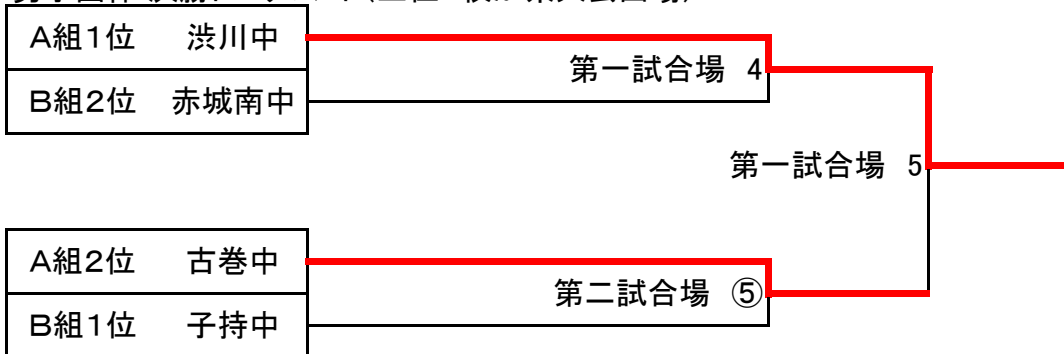 A組1位 渋川中
第一試合場 4
B組2位 赤城南中
第一試合場 5
A組2位 古巻中
第二試合場 ⑤
B組1位 子持中